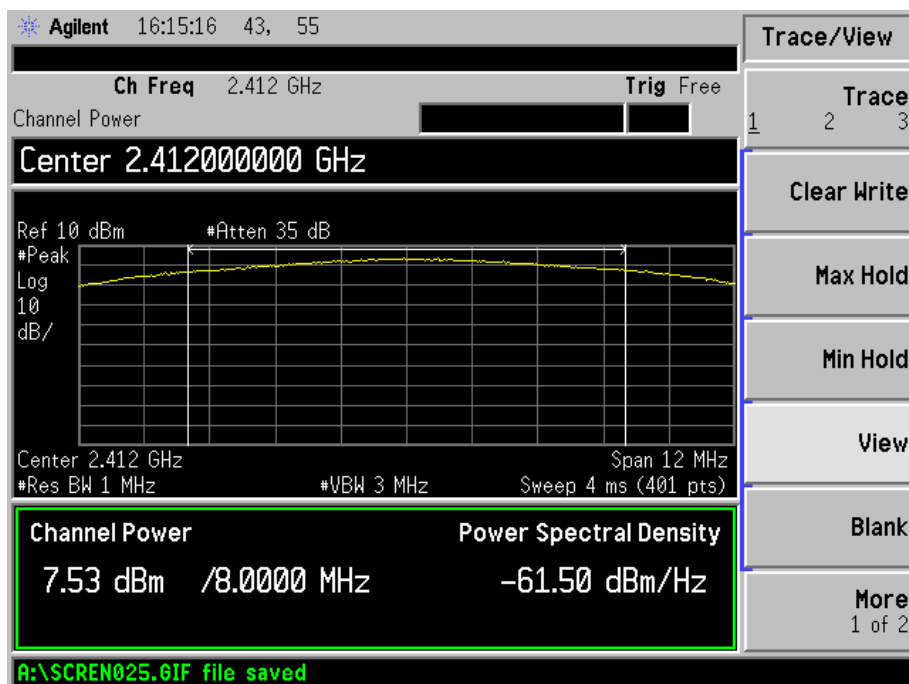 Agilent 16:15:16 43, 55
Trace/View
Ch Freq 2.412 GHz Trig Free
Channel Power
Trace
1 2 3
Center 2.412000000 GHz
Clear Write
Ref 10 dBm #Atten 35 dB
#Peak
Log
10
dB/
Max Hold
Min Hold
View
Center 2.412 GHz Span 12 MHz
#Res BW 1 MHz #VBW 3 MHz Sweep 4 ms (401 pts)
Channel Power Power Spectral Density
Blank
7.53 dBm /8.0000 MHz -61.50 dBm/Hz
More
1 of 2
A:\SCREN025.GIF file saved